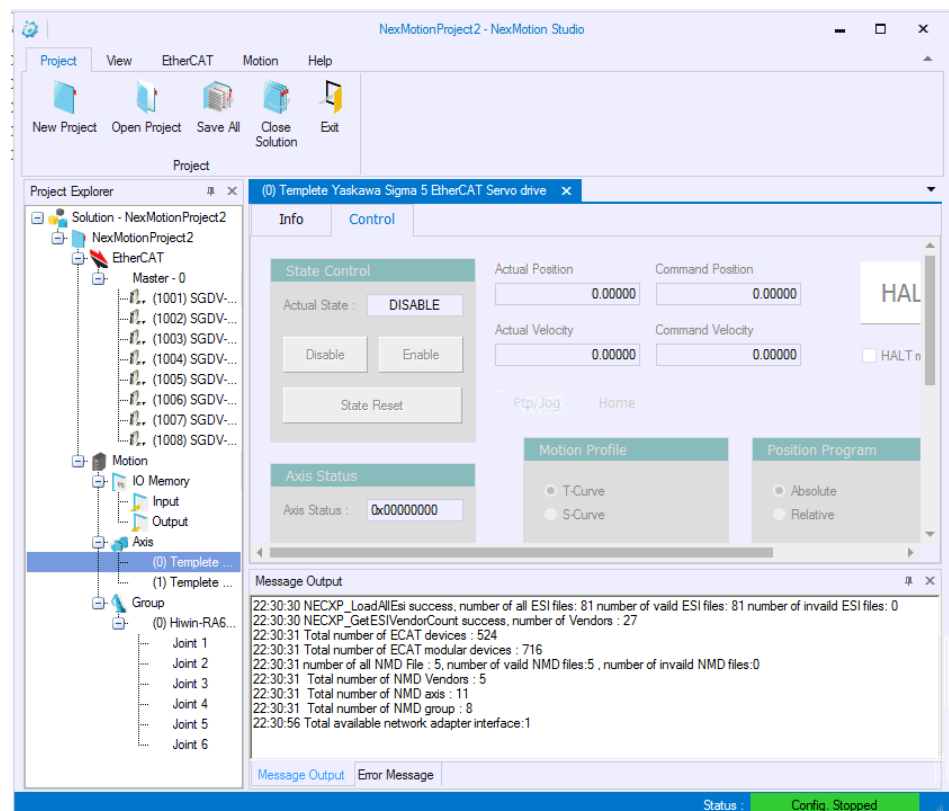 NexMotionProject2 - NexMotion Studio
Project View EtherCAT Motion Help
New Project Open Project Save All Close Solution Exit
Project
Project Explorer
Solution - NexMotionProject2
NexMotionProject2
EtherCAT
Master - 0
(1001) SGDV-...
(1002) SGDV-...
(1003) SGDV-...
(1004) SGDV-...
(1005) SGDV-...
(1006) SGDV-...
(1007) SGDV-...
(1008) SGDV-...
Motion
IO Memory
Input
Output
Axis
(0) Templete ...
(1) Templete ...
Group
(0) Hiwin-RA6...
Joint 1
Joint 2
Joint 3
Joint 4
Joint 5
Joint 6
(0) Templete Yaskawa Sigma 5 EtherCAT Servo drive
Info Control
State Control
Actual State : DISABLE
Disable Enable
State Reset
Axis Status
Axis Status : 0x00000000
Actual Position Command Position
0.00000 0.00000
Actual Velocity Command Velocity
0.00000 0.00000
HAL
HALT m
Ptp/Jog Home
Motion Profile
T-Curve
S-Curve
Position Program
Absolute
Relative
Message Output
22:30:30 NECXP_LoadAllEsi success, number of all ESI files: 81 number of vaild ESI files: 81 number of invaild ESI files: 0
22:30:30 NECXP_GetESIVendorCount success, number of Vendors : 27
22:30:31 Total number of ECAT devices : 524
22:30:31 Total number of ECAT modular devices : 716
22:30:31 number of all NMD File : 5, number of vaild NMD files:5 , number of invaild NMD files:0
22:30:31 Total number of NMD Vendors : 5
22:30:31 Total number of NMD axis : 11
22:30:31 Total number of NMD group : 8
22:30:56 Total available network adapter interface:1
Message Output Error Message
Status : Config. Stopped